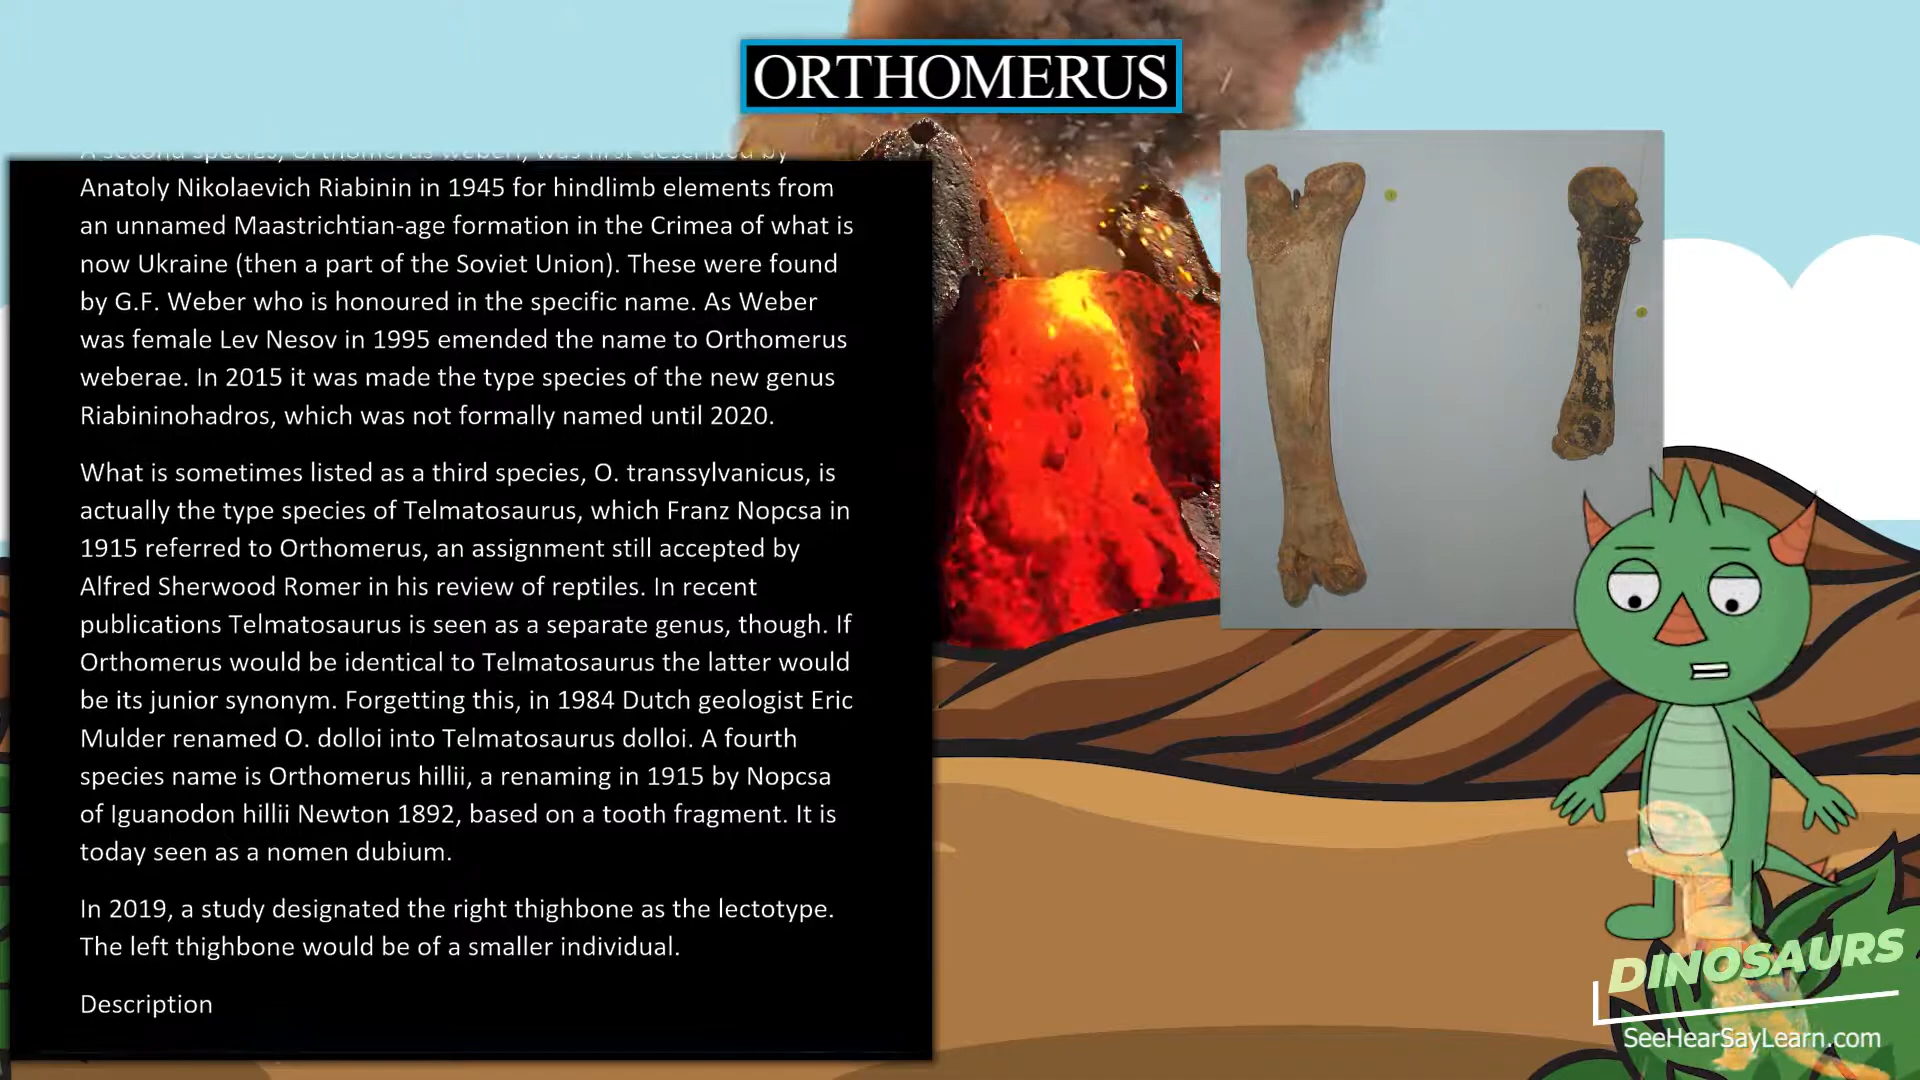 ORTHOMERUS
A second species, Orthomerus weberi, was first described by
Anatoly Nikolaevich Riabinin in 1945 for hindlimb elements from
an unnamed Maastrichtian-age formation in the Crimea of what is
now Ukraine (then a part of the Soviet Union). These were found
by G.F. Weber who is honoured in the specific name. As Weber
was female Lev Nesov in 1995 emended the name to Orthomerus
weberae. In 2015 it was made the type species of the new genus
Riabininohadros, which was not formally named until 2020.
What is sometimes listed as a third species, O. transsylvanicus, is
actually the type species of Telmatosaurus, which Franz Nopcsa in
1915 referred to Orthomerus, an assignment still accepted by
Alfred Sherwood Romer in his review of reptiles. In recent
publications Telmatosaurus is seen as a separate genus, though. If
Orthomerus would be identical to Telmatosaurus the latter would
be its junior synonym. Forgetting this, in 1984 Dutch geologist Eric
Mulder renamed O. dolloi into Telmatosaurus dolloi. A fourth
species name is Orthomerus hillii, a renaming in 1915 by Nopcsa
of Iguanodon hillii Newton 1892, based on a tooth fragment. It is
today seen as a nomen dubium.
In 2019, a study designated the right thighbone as the lectotype.
The left thighbone would be of a smaller individual.
Description
DINOSAURS
SeeHearSayLearn.com